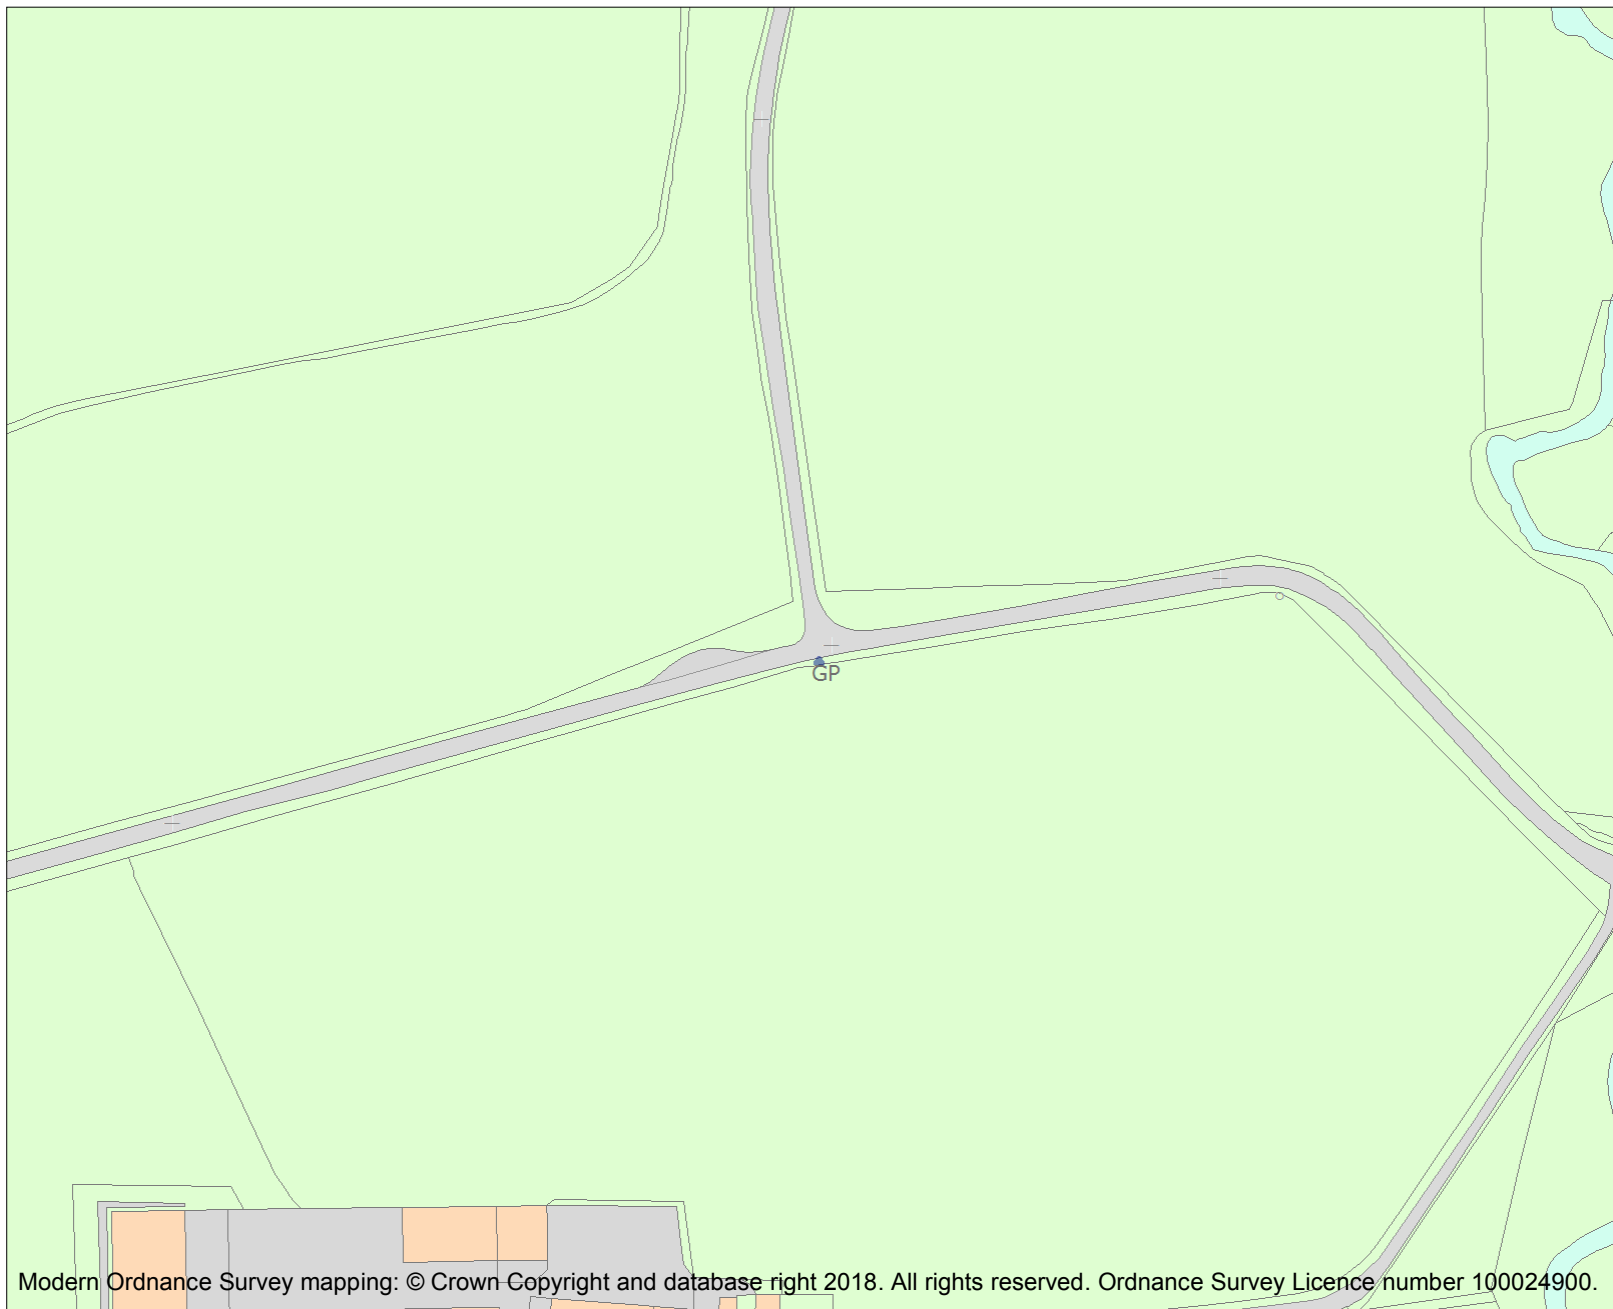 GP
Modern Ordnance Survey mapping: © Crown Copyright and database right 2018. All rights reserved. Ordnance Survey Licence number 100024900.